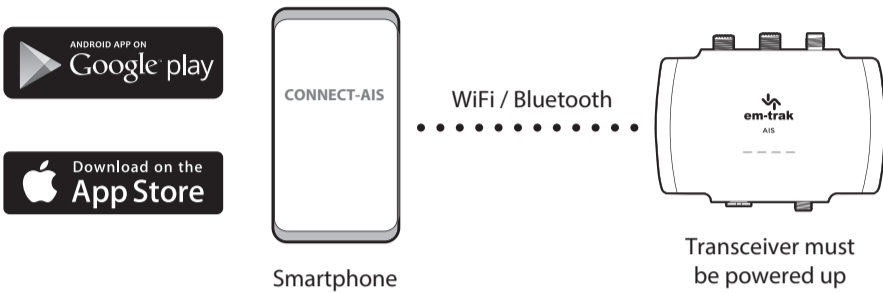 ANDROID APP ON
Google play
Download on the
App Store
CONNECT-AIS
Smartphone
WiFi / Bluetooth
em-trak
AIS
Transceiver must
be powered up